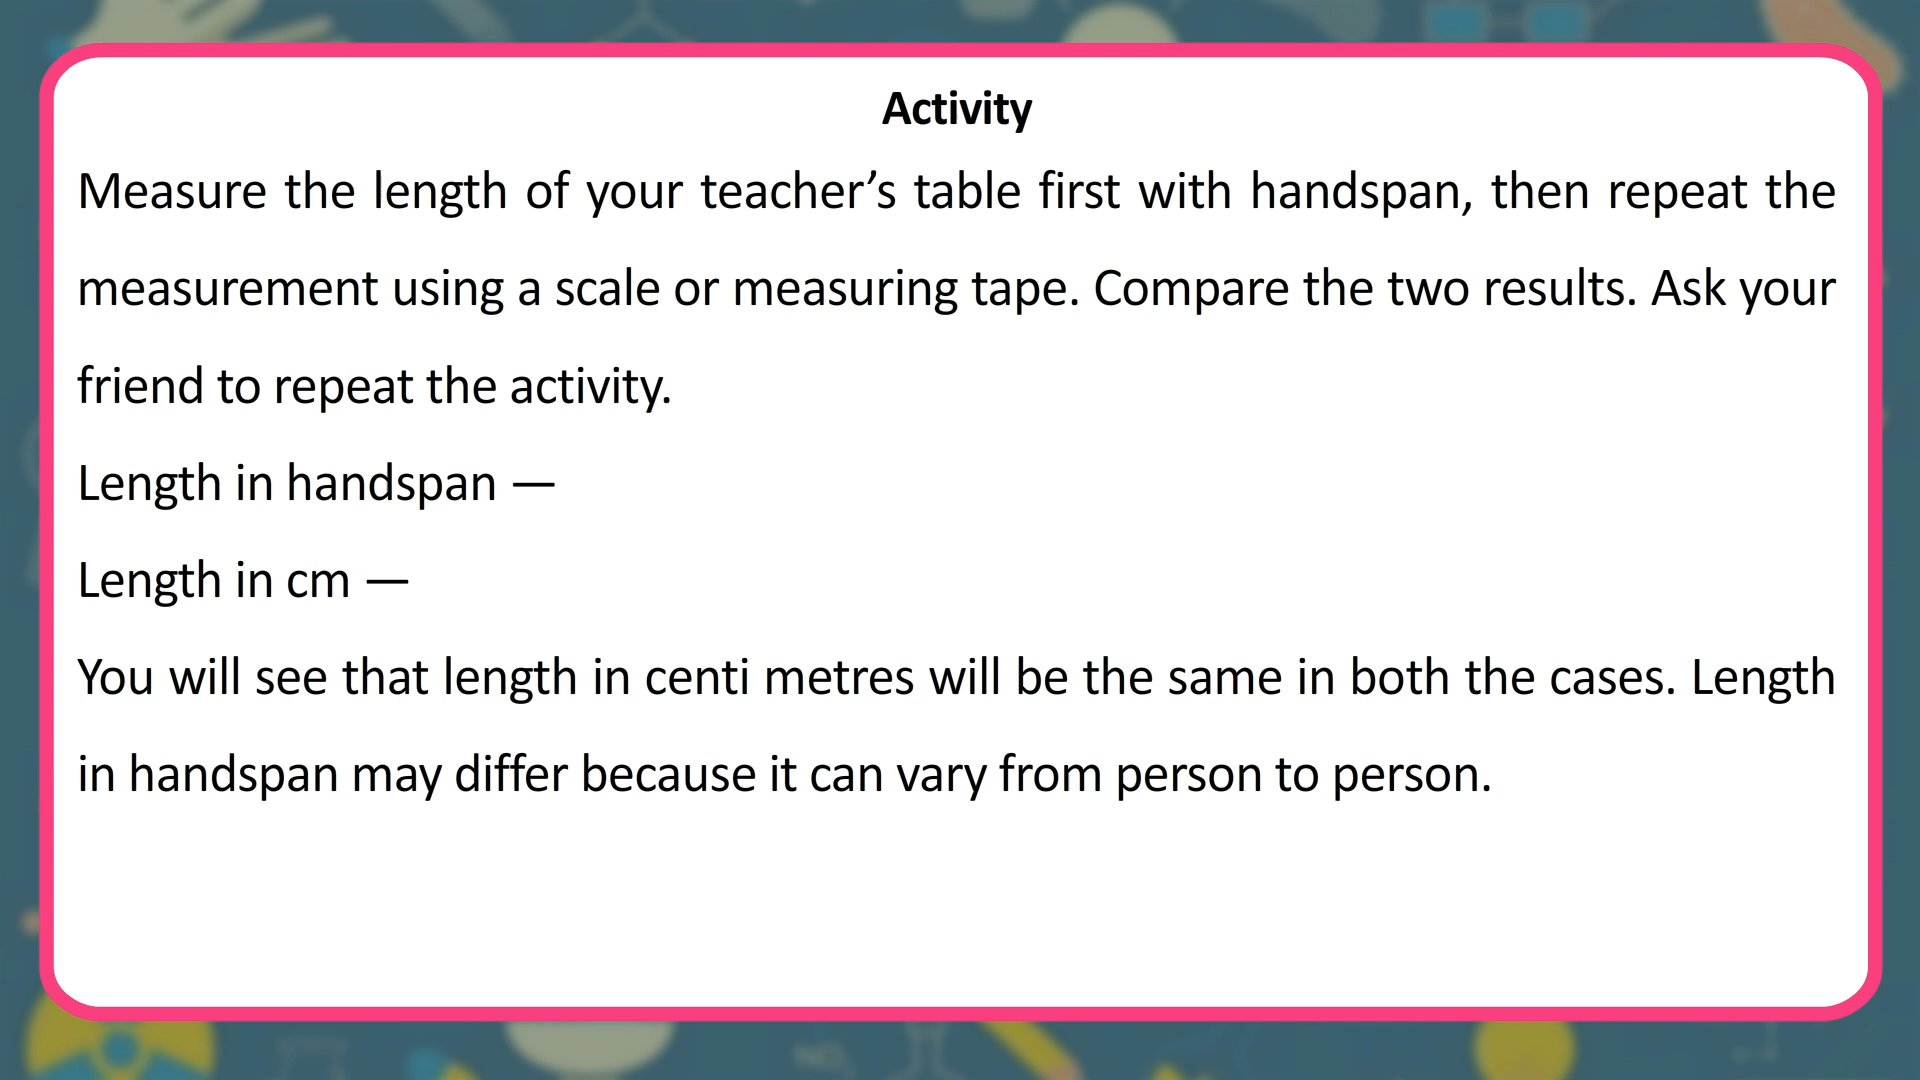 Activity
Measure the length of your teacher’s table first with handspan, then repeat the
measurement using a scale or measuring tape. Compare the two results. Ask your
friend to repeat the activity.
Length in handspan —
Length in cm —
You will see that length in centi metres will be the same in both the cases. Length
in handspan may differ because it can vary from person to person.
NO₂